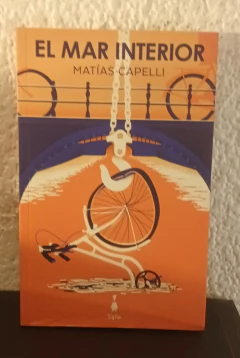 EL MAR INTERIOR
MATÍAS CAPELLI